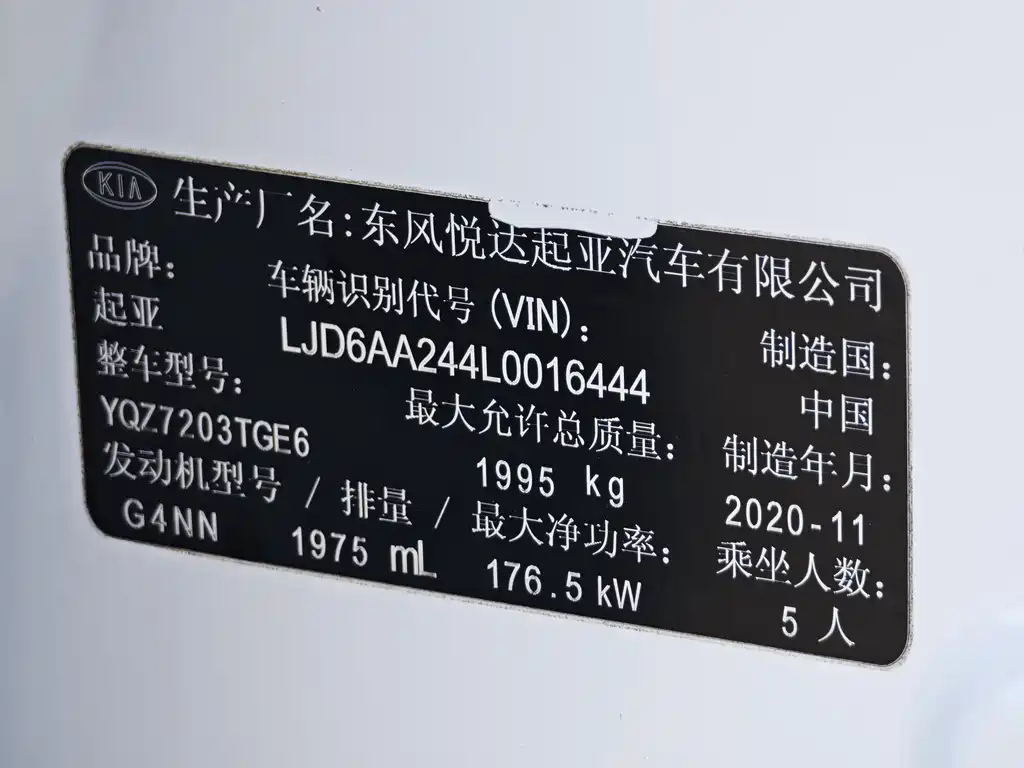 KIA 生产厂名:东风悦达起亚汽车有限公司
品牌: 车辆识别代号(VIN): 制造国:
起亚 LJD6AA244L0016444 中国
整车型号: 最大允许总质量: 制造年月:
YQZ7203TGE6 1995 kg 2020-11
发动机型号 / 排量 / 最大净功率: 乘坐人数:
G4NN 1975 mL 176.5 kW 5 人